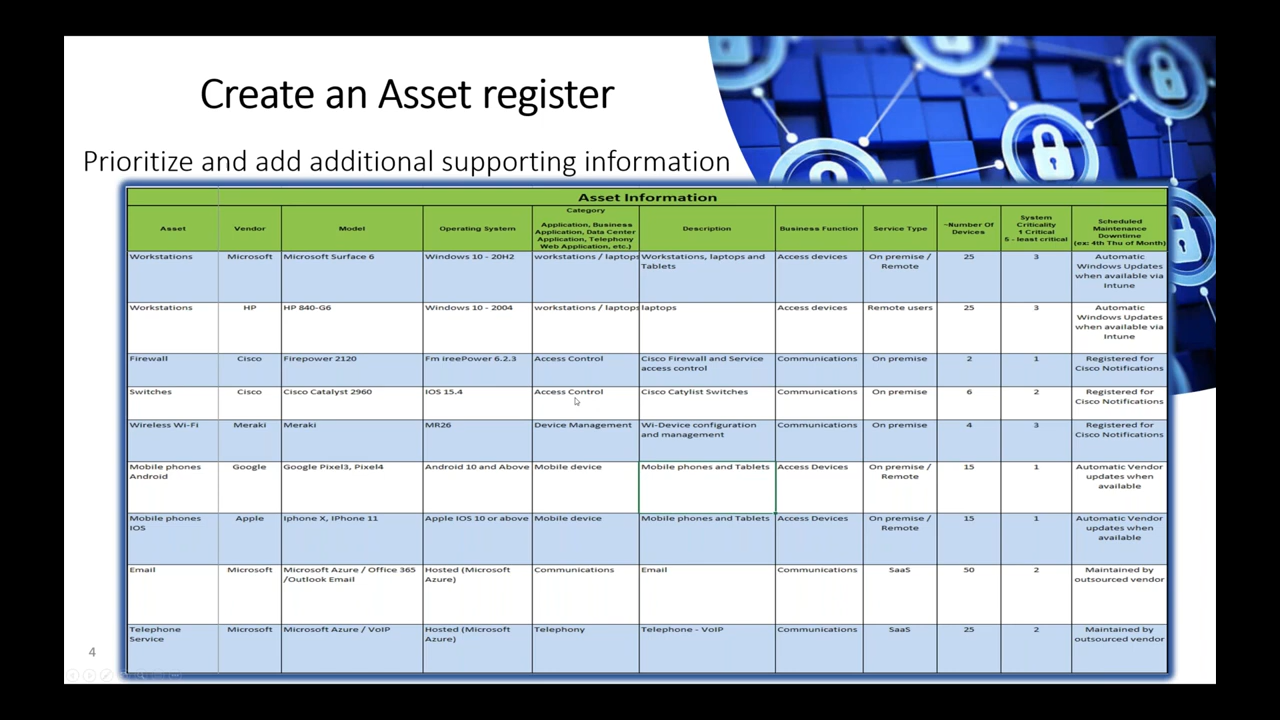 Create an Asset register
Prioritize and add additional supporting information
Asset Information
Asset
Vendor
Model
Operating System
Category
Application, Business
Application, Data Center
Application, Telephony
Web Application, etc.)
Description
Business Function
Service Type
~Number Of
Devices
System
Criticality
1 Critical
5 - least critical
Scheduled
Maintenance
Downtime
(ex: 4th Thu of Month)
Workstations
Microsoft
Microsoft Surface 6
Windows 10 - 20H2
workstations / laptops
Workstations, laptops and
Tablets
Access devices
On premise /
Remote
25
3
Automatic
Windows Updates
when available via
Intune
Workstations
HP
HP 840-G6
Windows 10 - 2004
workstations / laptops
laptops
Access devices
Remote users
25
3
Automatic
Windows Updates
when available via
Intune
Firewall
Cisco
Firepower 2120
Fm ireePower 6.2.3
Access Control
Cisco Firewall and Service
access control
Communications
On premise
2
1
Registered for
Cisco Notifications
Switches
Cisco
Cisco Catalyst 2960
IOS 15.4
Access Control
Cisco Catylist Switches
Communications
On premise
6
2
Registered for
Cisco Notifications
Wireless Wi-Fi
Meraki
Meraki
MR26
Device Management
Wi-Device configuration
and management
Communications
On premise
4
3
Registered for
Cisco Notifications
Mobile phones
Android
Google
Google Pixel3, Pixel4
Android 10 and Above
Mobile device
Mobile phones and Tablets
Access Devices
On premise /
Remote
15
1
Automatic Vendor
updates when
available
Mobile phones
IOS
Apple
Iphone X, IPhone 11
Apple IOS 10 or above
Mobile device
Mobile phones and Tablets
Access Devices
On premise /
Remote
15
1
Automatic Vendor
updates when
available
Email
Microsoft
Microsoft Azure / Office 365
/Outlook Email
Hosted (Microsoft
Azure)
Communications
Email
Communications
SaaS
50
2
Maintained by
outsourced vendor
Telephone
Service
Microsoft
Microsoft Azure / VoIP
Hosted (Microsoft
Azure)
Telephony
Telephone - VoIP
Communications
SaaS
25
2
Maintained by
outsourced vendor
4